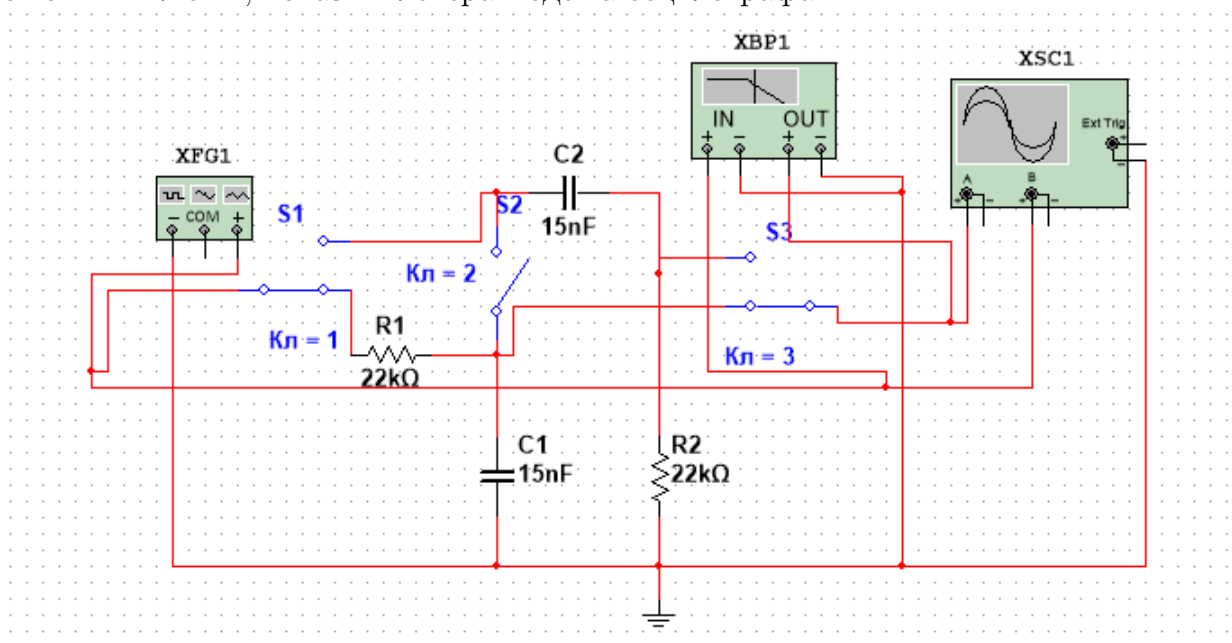 XBP1
XSC1
IN OUT
+ − + −
Ext Trig
+
−
A
B
+ − + −
XFG1
− COM +
S1
C2
15nF
S2
S3
Кл = 2
Кл = 1
R1
22kΩ
Кл = 3
C1
15nF
R2
22kΩ